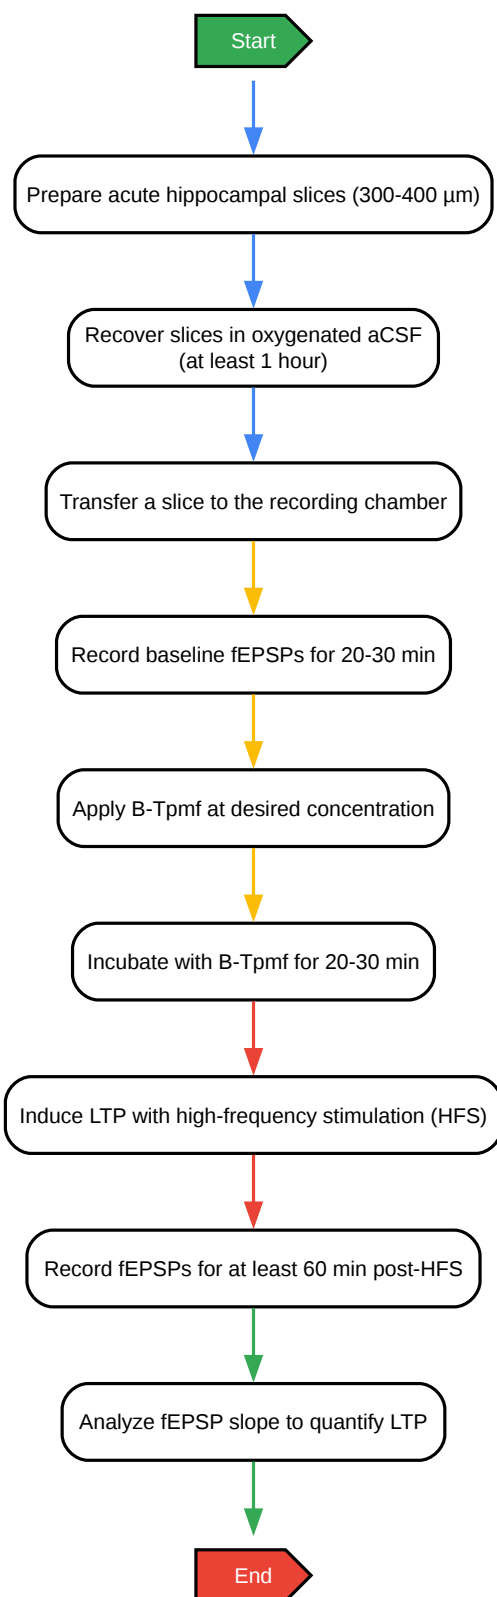 Start
Prepare acute hippocampal slices (300-400 µm)
Recover slices in oxygenated aCSF
(at least 1 hour)
Transfer a slice to the recording chamber
Record baseline fEPSPs for 20-30 min
Apply B-Tpmf at desired concentration
Incubate with B-Tpmf for 20-30 min
Induce LTP with high-frequency stimulation (HFS)
Record fEPSPs for at least 60 min post-HFS
Analyze fEPSP slope to quantify LTP
End